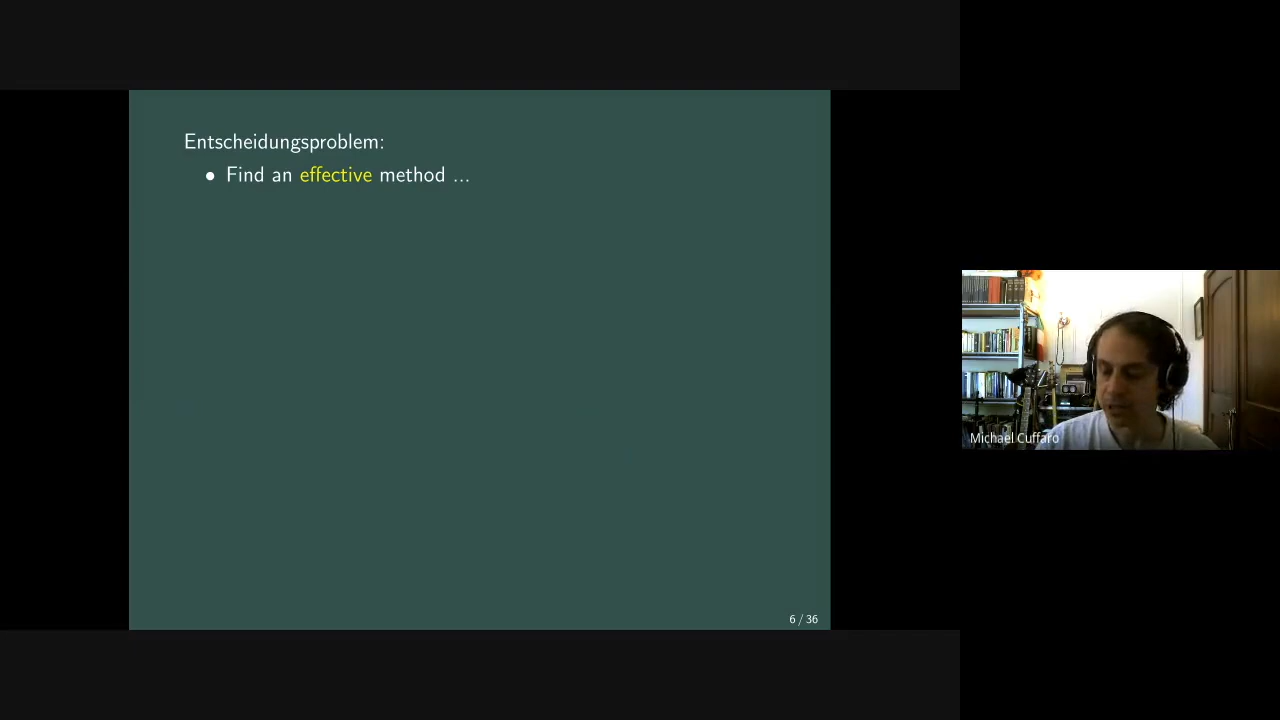 Entscheidungsproblem:
• Find an effective method ...
6 / 36
Michael Cuffaro